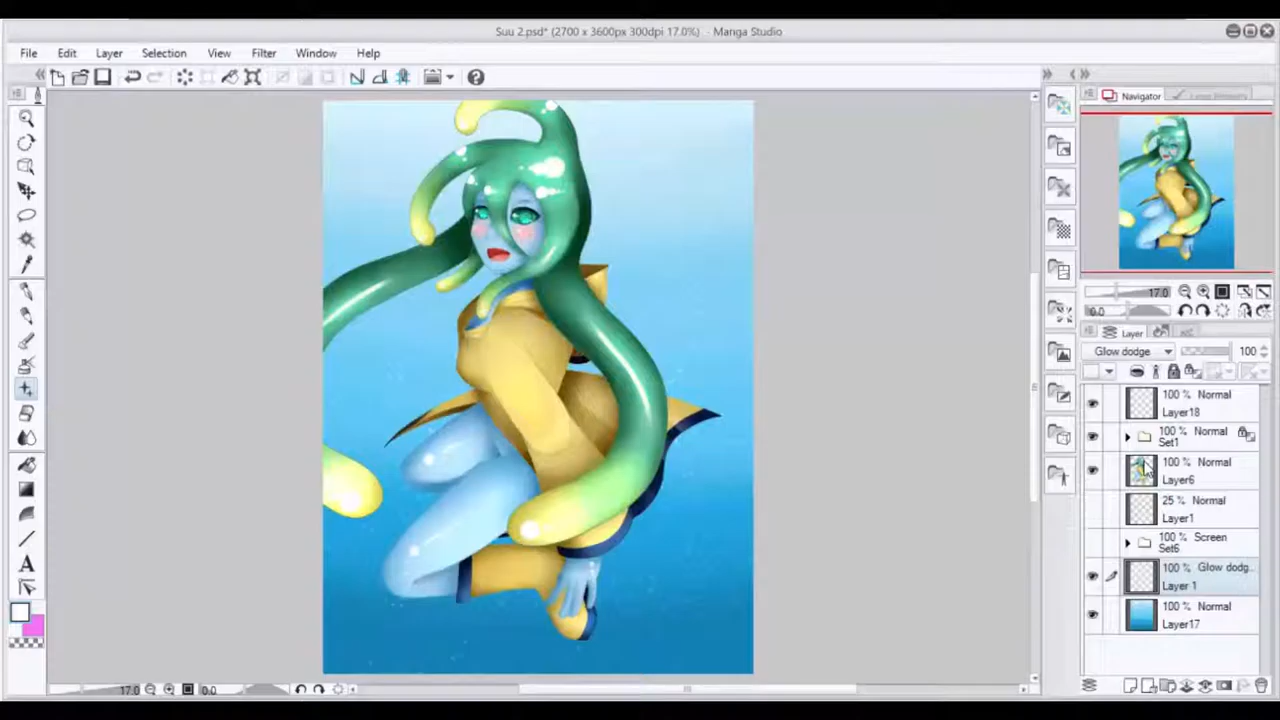 Suu 2.psd* (2700 x 3600px 300dpi 17.0%) - Manga Studio
File Edit Layer Selection View Filter Window Help
Navigator
17.0
0.0
Layer
Glow dodge 100
100 % Normal
Layer18
100 % Normal
Set1
100 % Normal
Layer6
25 % Normal
Layer1
100 % Screen
Set6
100 % Glow dodg..
Layer 1
100 % Normal
Layer17
A
17.0 0.0